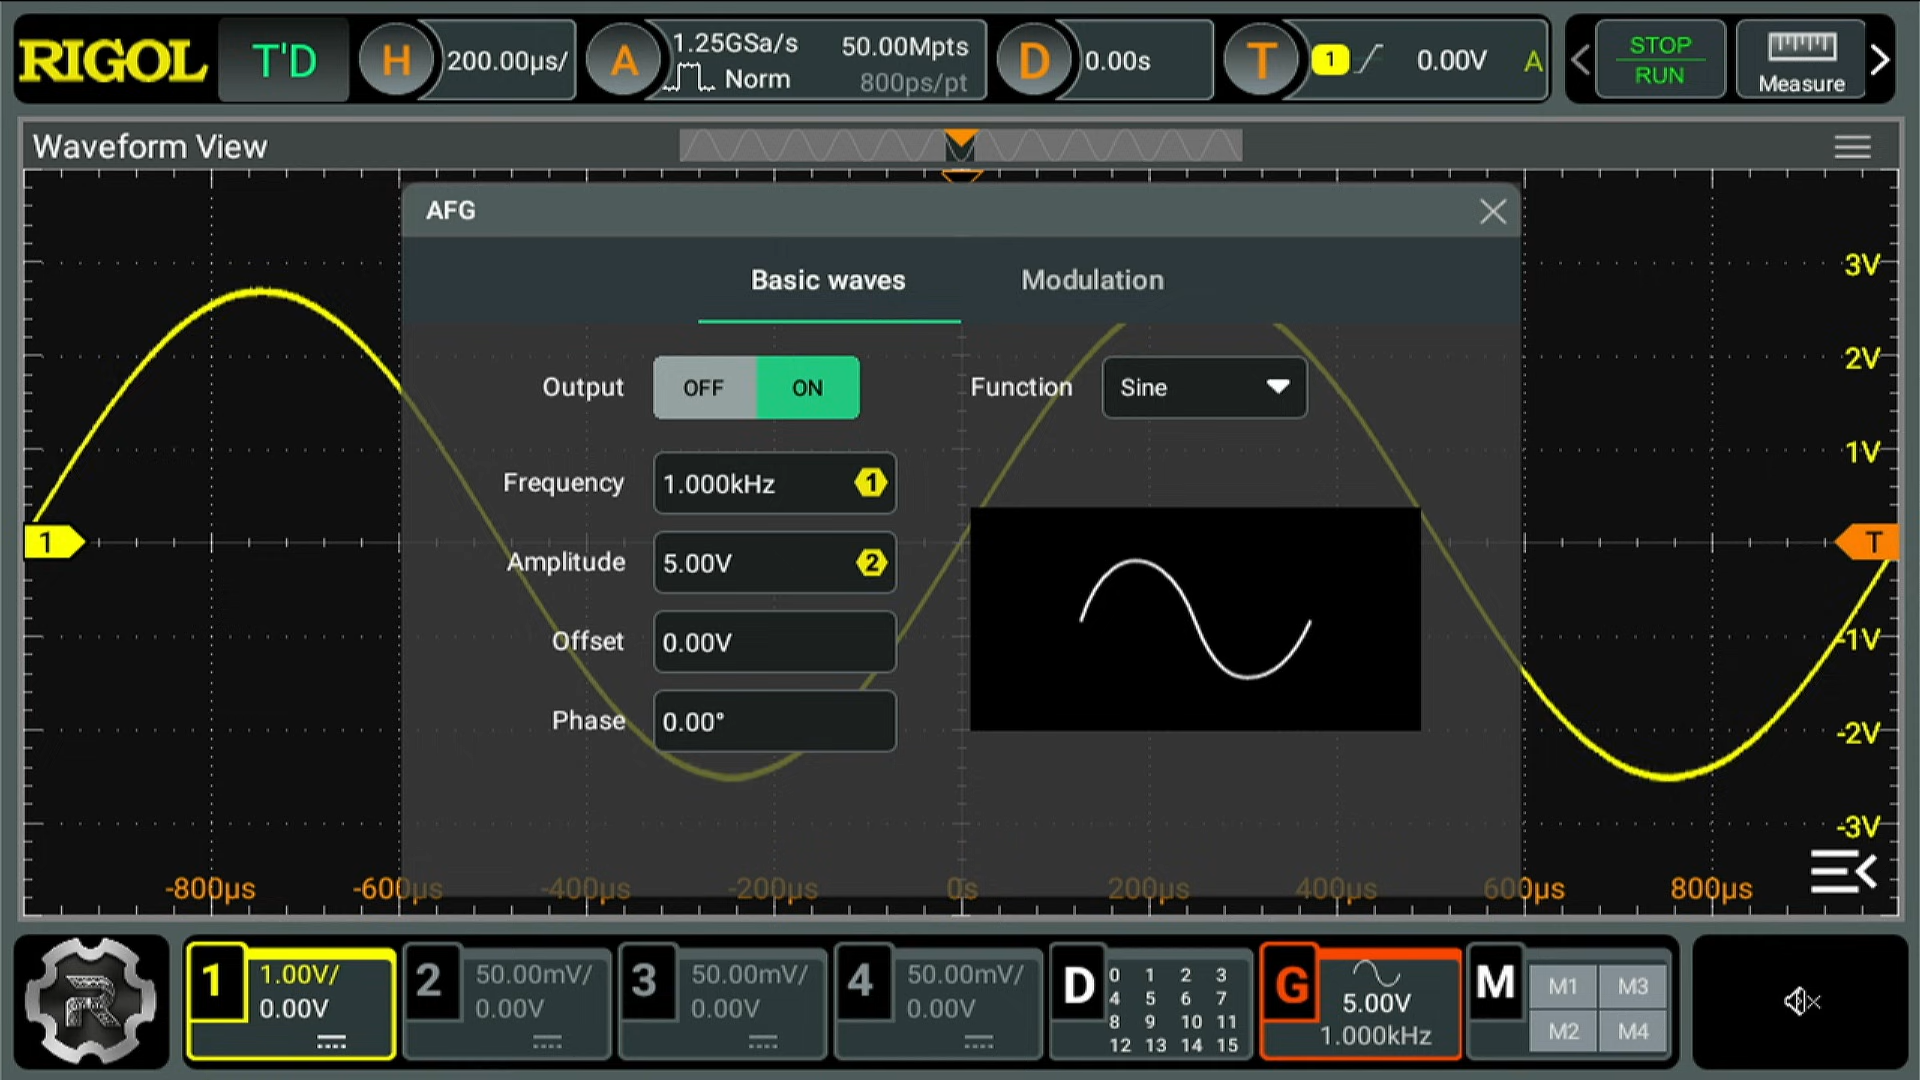 RIGOL T'D H 200.00µs/ A 1.25GSa/s 50.00Mpts D 0.00s T 1 0.00V A STOP
Norm 800ps/pt RUN Measure
Waveform View
AFG
Basic waves Modulation
Output OFF ON Function Sine
Frequency 1.000kHz 1
Amplitude 5.00V 2
Offset 0.00V
Phase 0.00°
3V
2V
1V
1 T
-1V
-2V
-3V
-800µs -600µs -400µs -200µs 0s 200µs 400µs 600µs 800µs
R
1 1.00V/
0.00V
2 50.00mV/
0.00V
3 50.00mV/
0.00V
4 50.00mV/
0.00V
D 0 1 2 3
4 5 6 7
8 9 10 11
12 13 14 15
G 5.00V
1.000kHz
M M1 M3
M2 M4